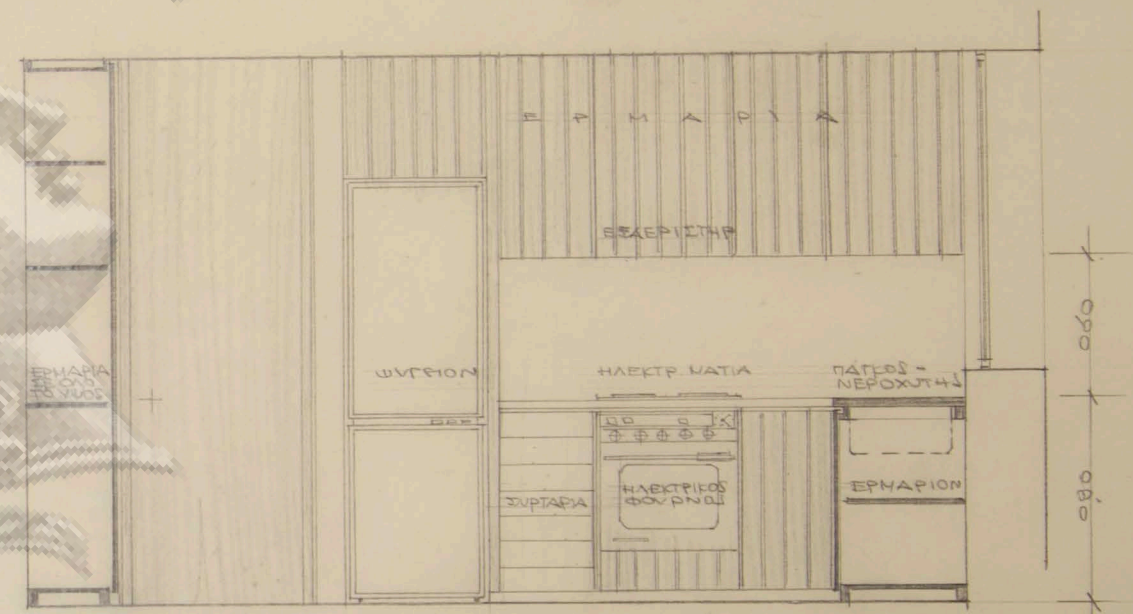 ΕΡΜΑΡΙΑ
ΕΞΑΕΡΙΣΤΗΡ
ΕΡΜΑΡΙΑ
ΣΕ ΟΛΟ
ΤΟ ΥΨΟΣ
ΨΥΓΕΙΟΝ
ΗΛΕΚΤΡ. ΜΑΤΙΑ
ΠΑΓΚΟΣ -
ΝΕΡΟΧΥΤΗΣ
ΣΥΡΤΑΡΙΑ
ΗΛΕΚΤΡΙΚΟΣ
ΦΟΥΡΝΟΣ
ΕΡΜΑΡΙΟΝ
0.60
0.80